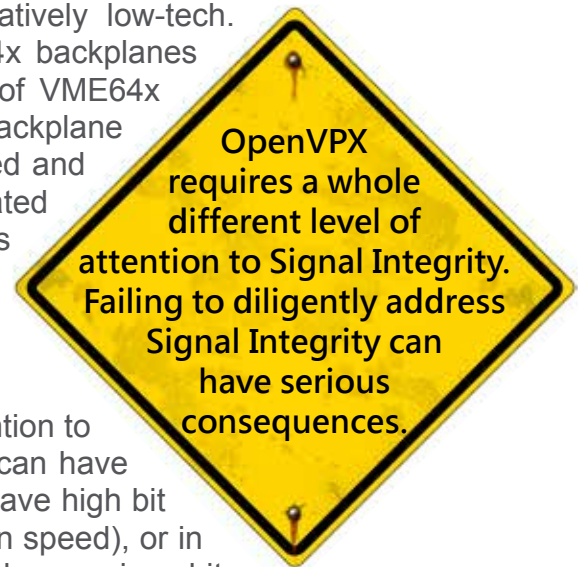 atively low-tech.
4x backplanes
of VME64x
ackplane
ed and
ated
s
OpenVPX
requires a whole
different level of
attention to Signal Integrity.
Failing to diligently address
Signal Integrity can
have serious
consequences.
ation to
can have
ave high bit
n speed), or in